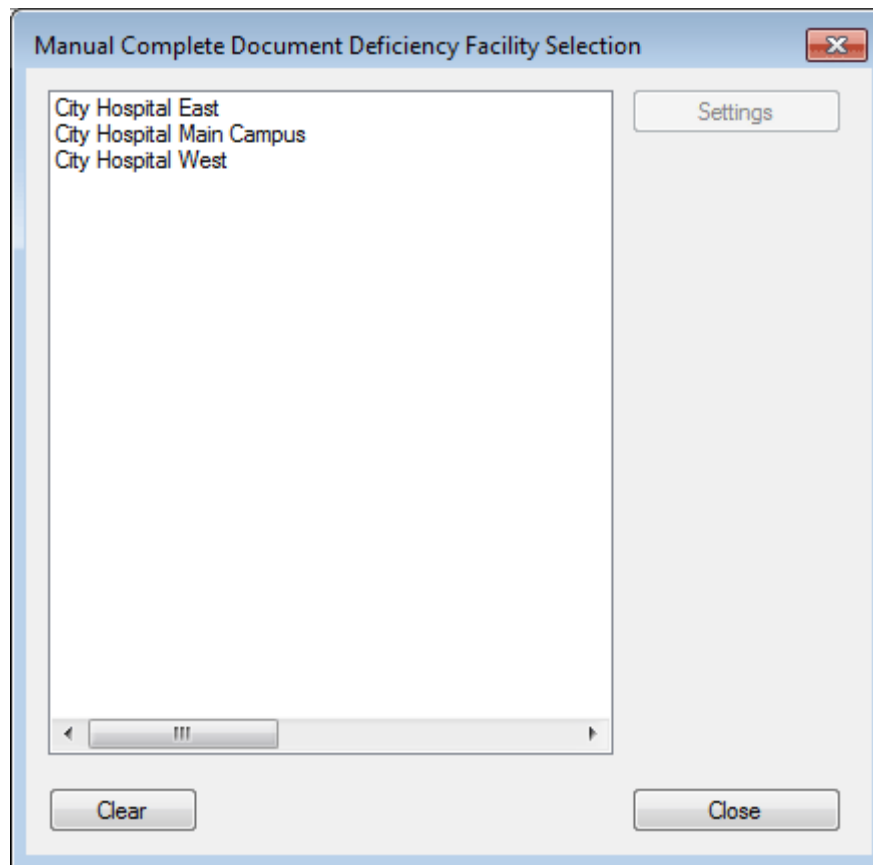 Manual Complete Document Deficiency Facility Selection
City Hospital East
City Hospital Main Campus
City Hospital West
Settings
Clear
Close